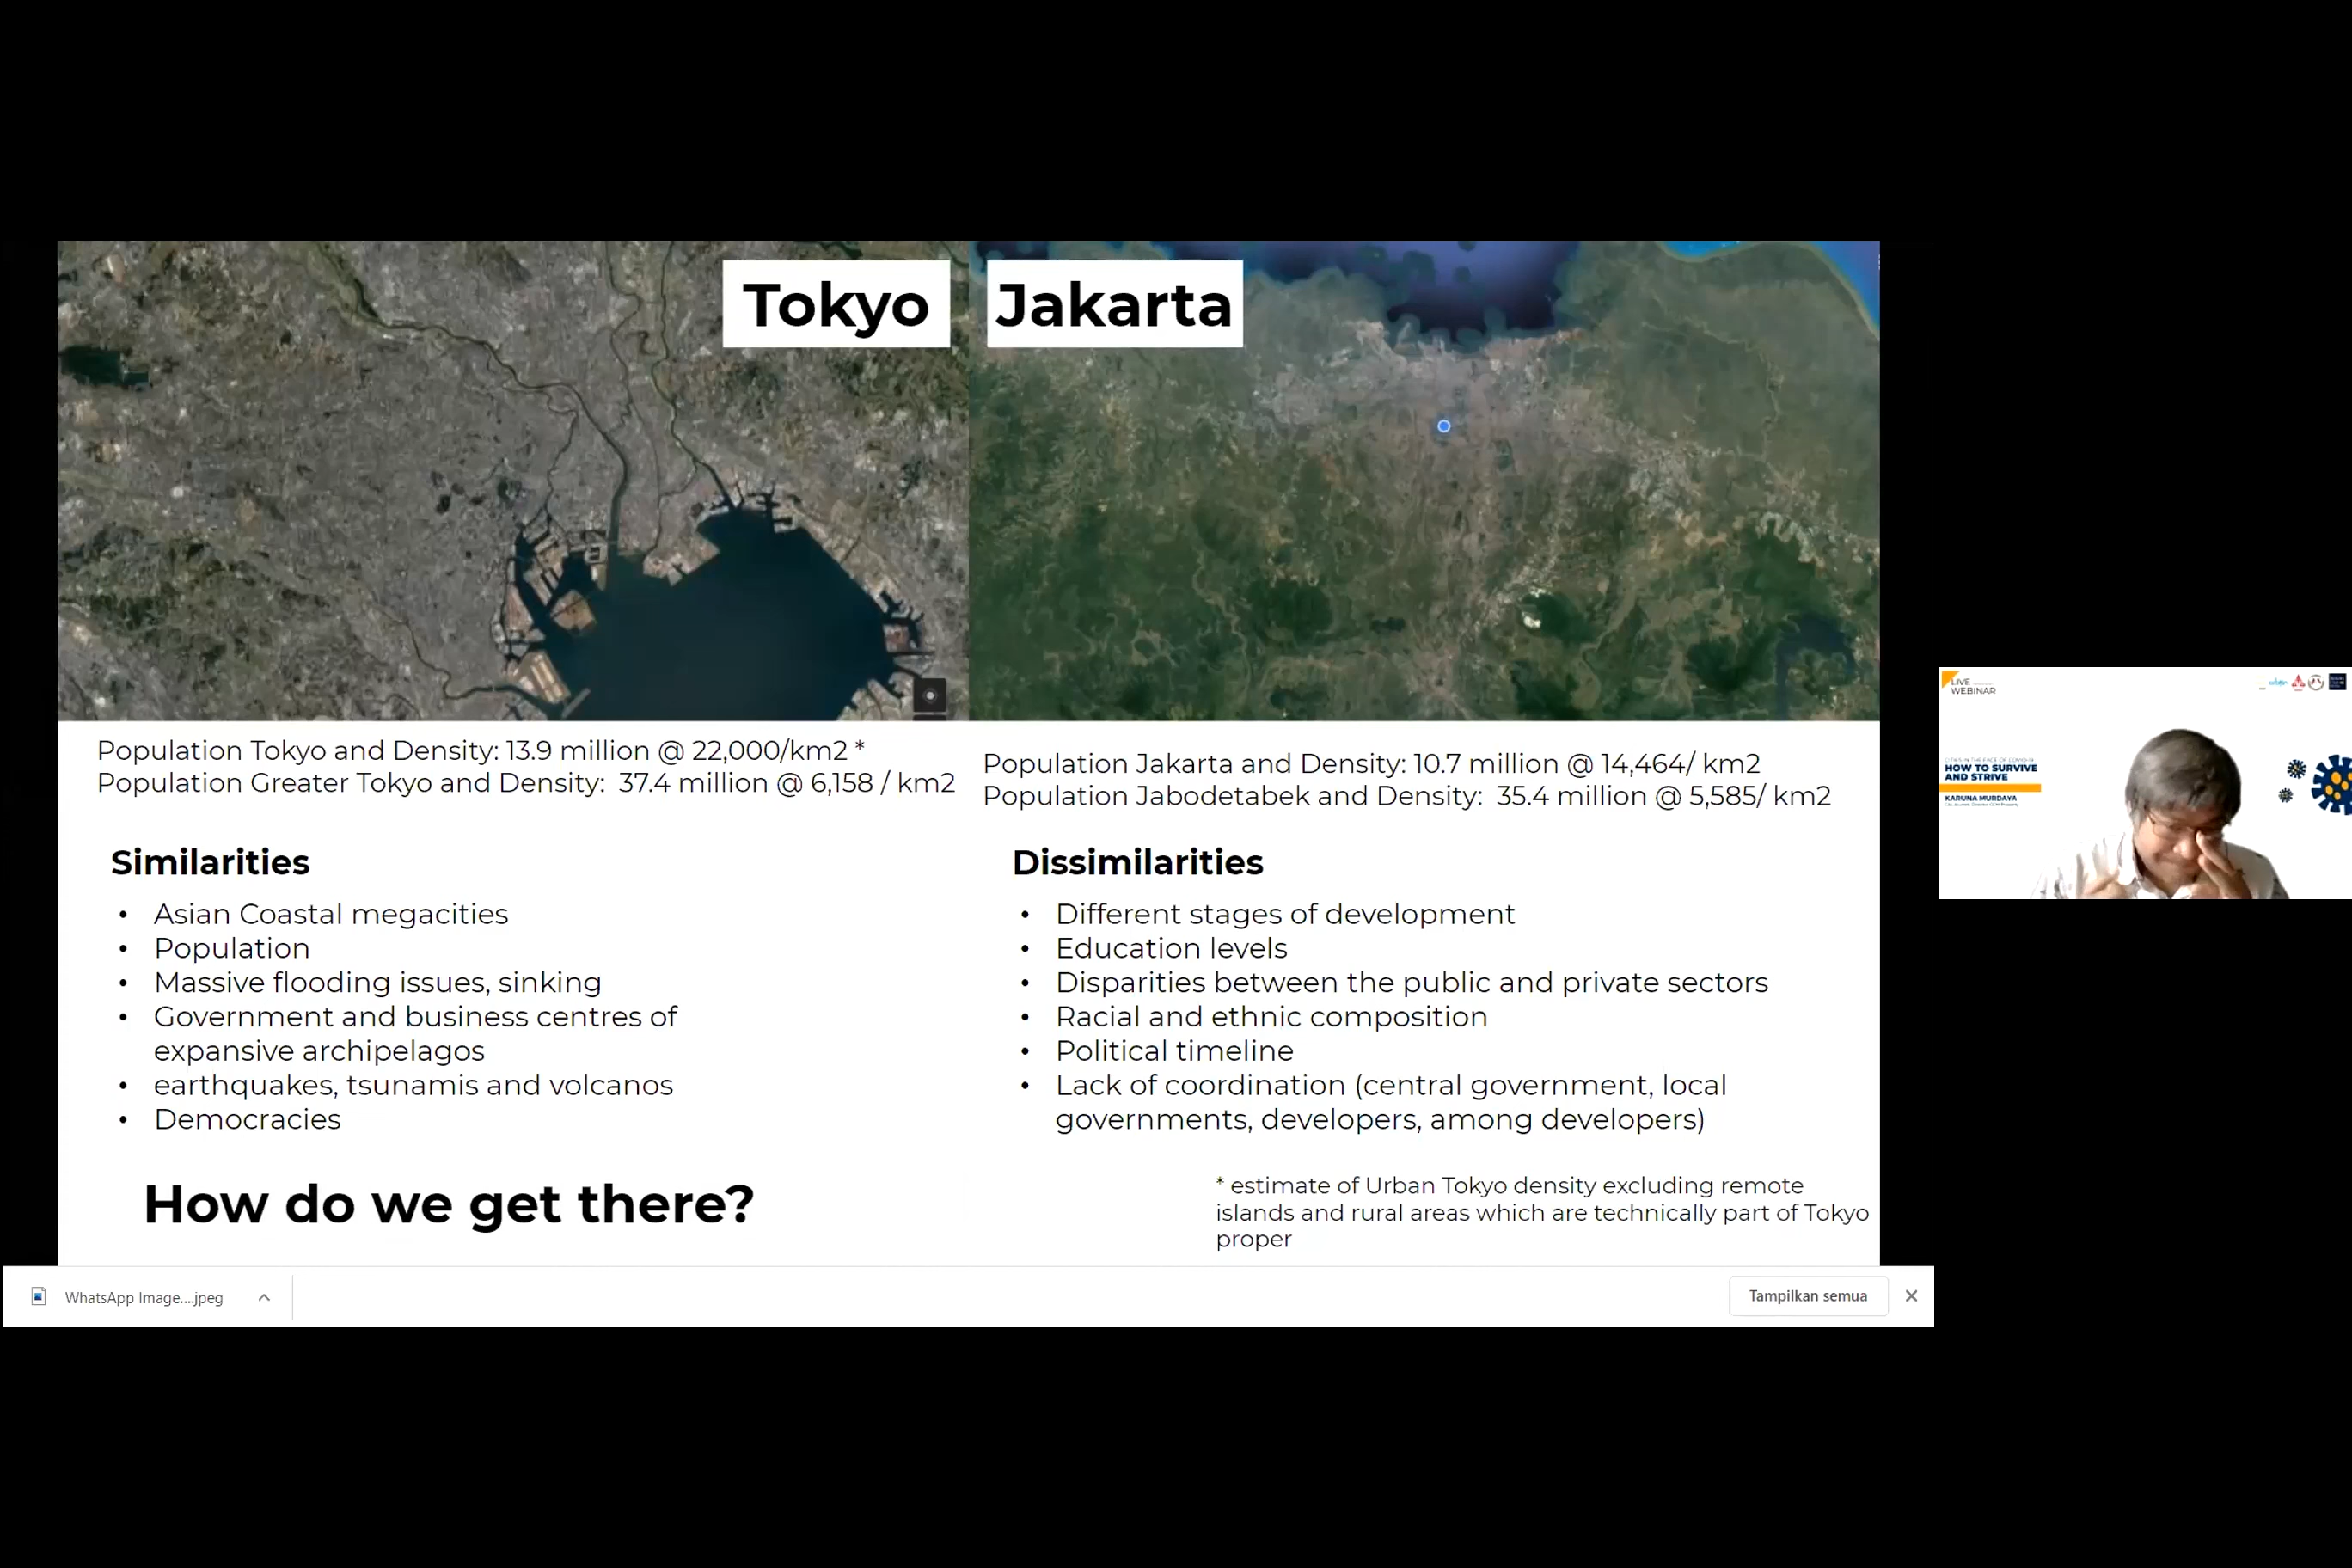 Tokyo
Jakarta
Population Tokyo and Density: 13.9 million @ 22,000/km2 *
Population Greater Tokyo and Density:  37.4 million @ 6,158 / km2
Population Jakarta and Density: 10.7 million @ 14,464/ km2
Population Jabodetabek and Density:  35.4 million @ 5,585/ km2
Similarities
• Asian Coastal megacities
• Population
• Massive flooding issues, sinking
• Government and business centres of
expansive archipelagos
• earthquakes, tsunamis and volcanos
• Democracies
Dissimilarities
• Different stages of development
• Education levels
• Disparities between the public and private sectors
• Racial and ethnic composition
• Political timeline
• Lack of coordination (central government, local
governments, developers, among developers)
How do we get there?
* estimate of Urban Tokyo density excluding remote
islands and rural areas which are technically part of Tokyo
proper
WhatsApp Image....jpeg
Tampilkan semua
LIVE
WEBINAR
HOW TO SURVIVE
AND STRIVE
KARUNA MURDAYA